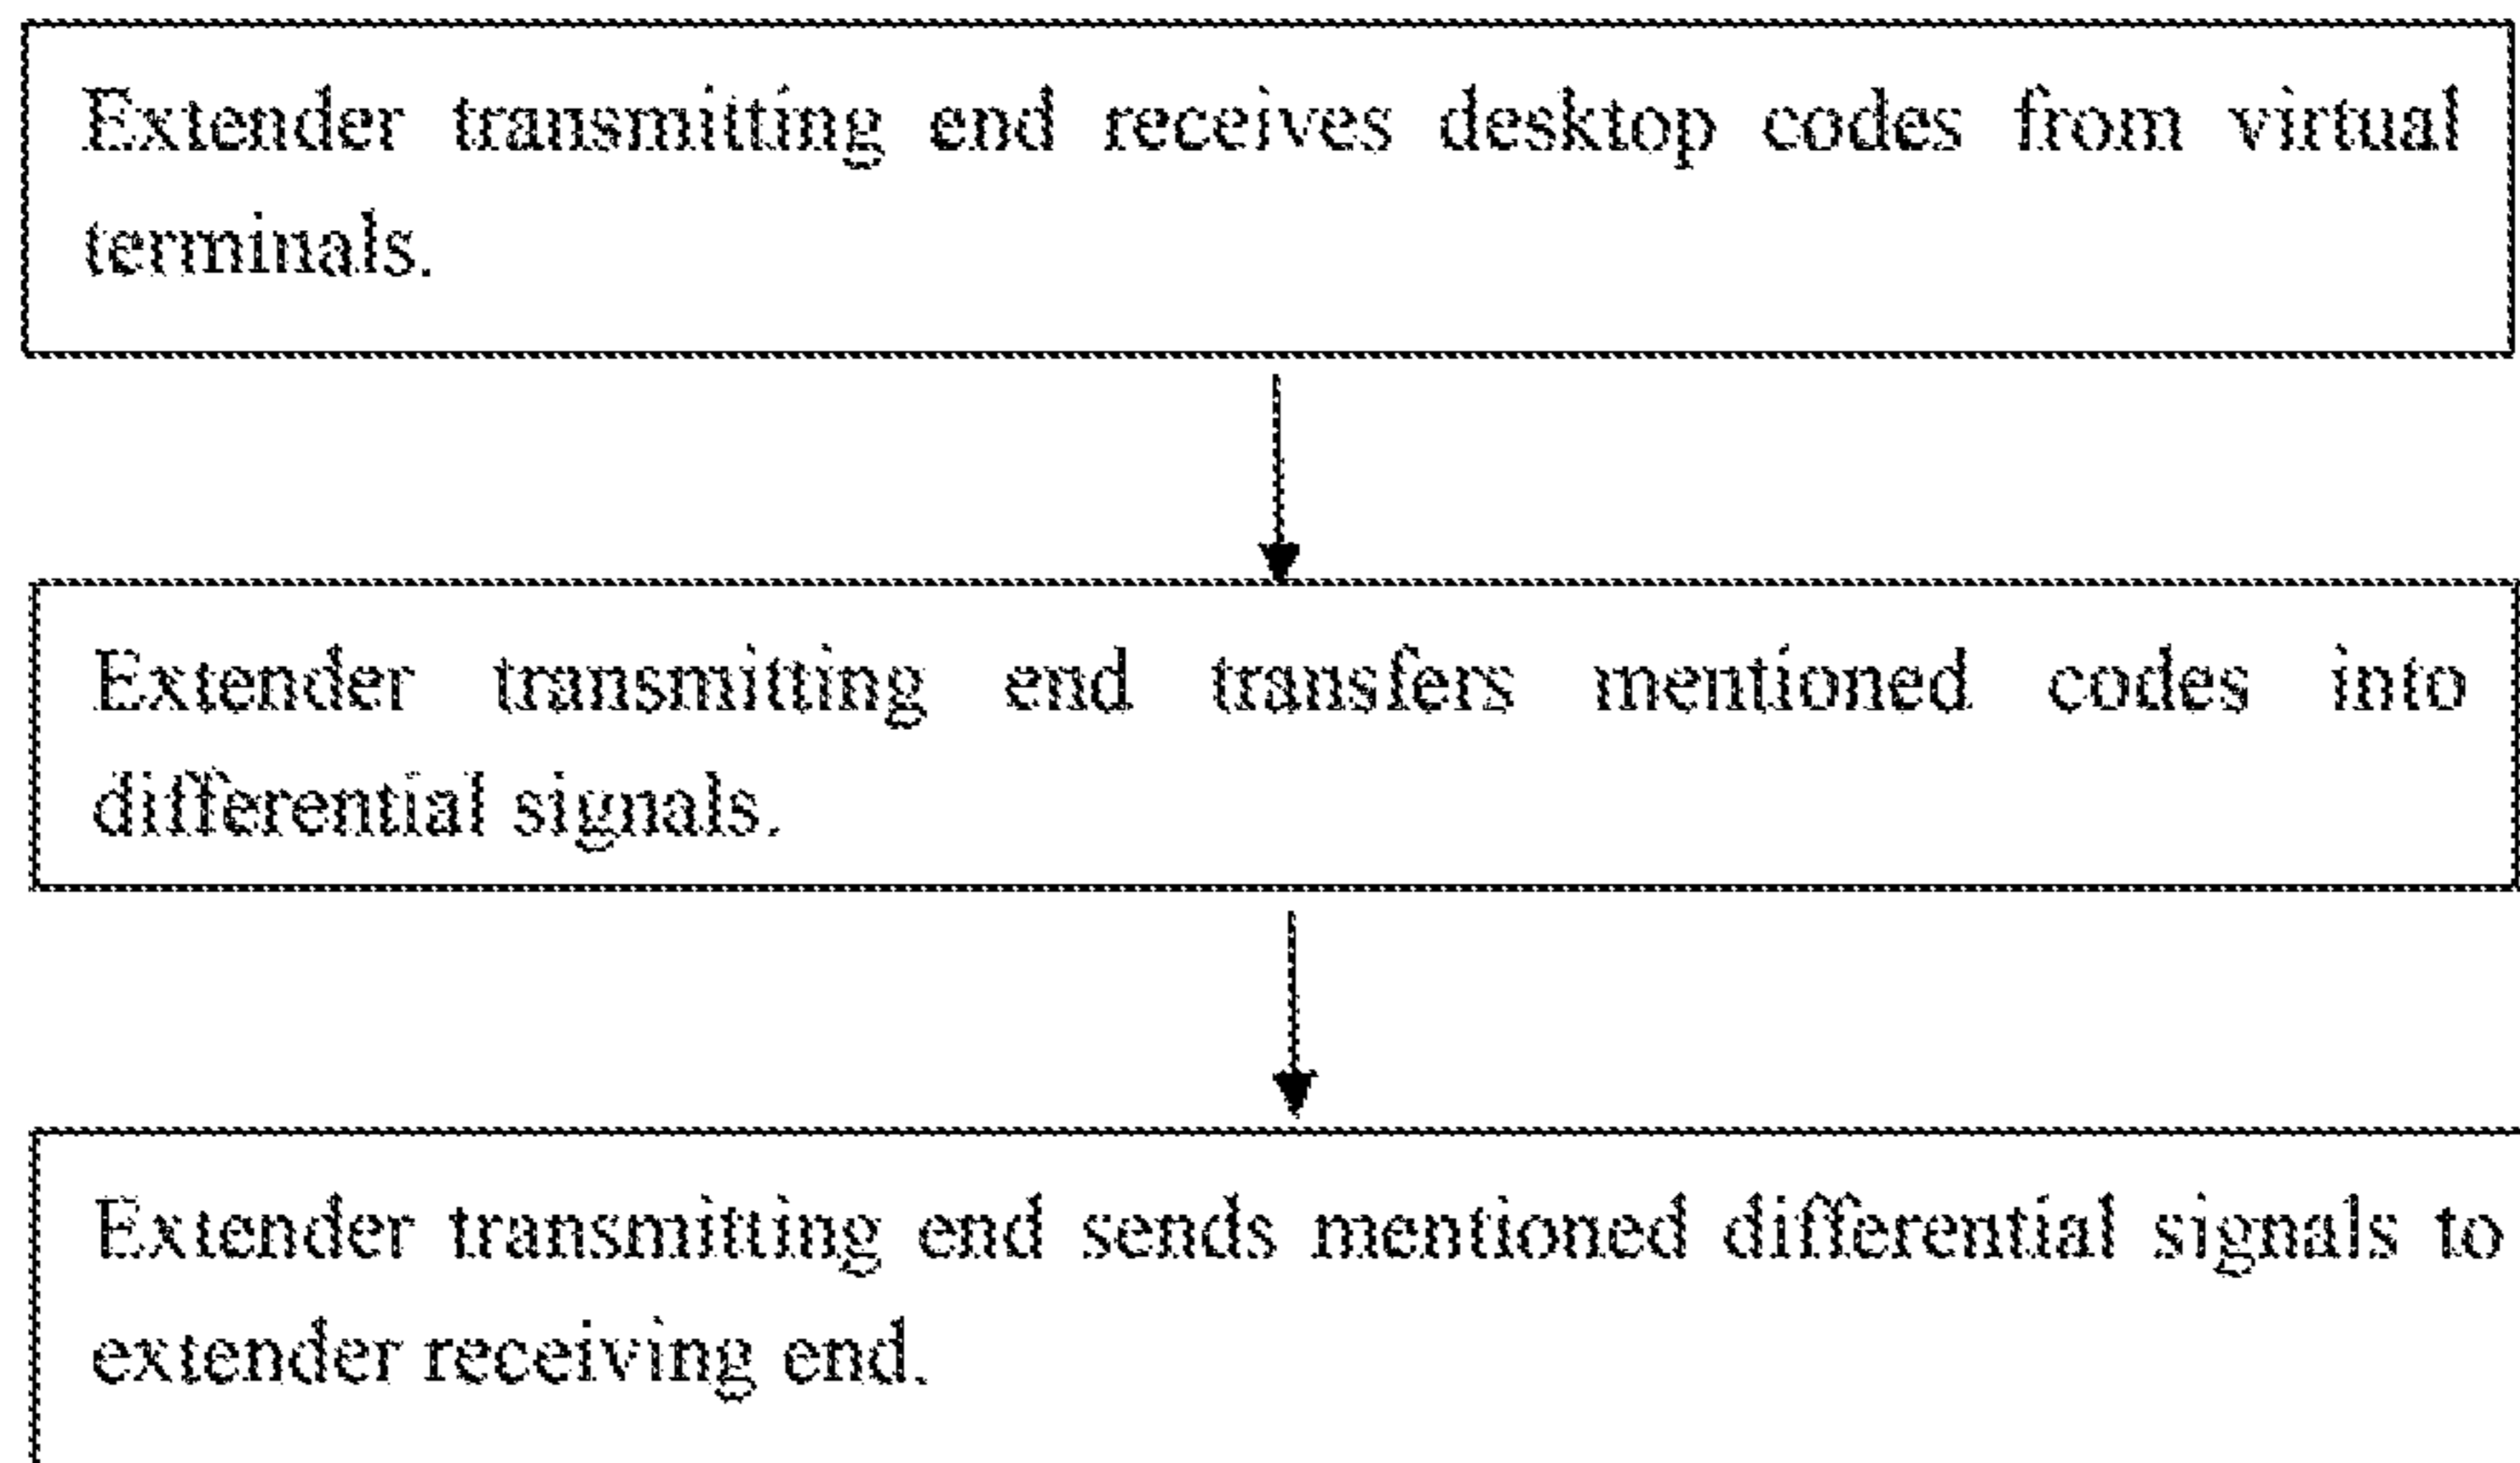 Extender transmitting end receives desktop codes from virtual
terminals.
Extender transmitting end transfers mentioned codes into
differential signals.
Extender transmitting end sends mentioned differential signals to
extender receiving end.